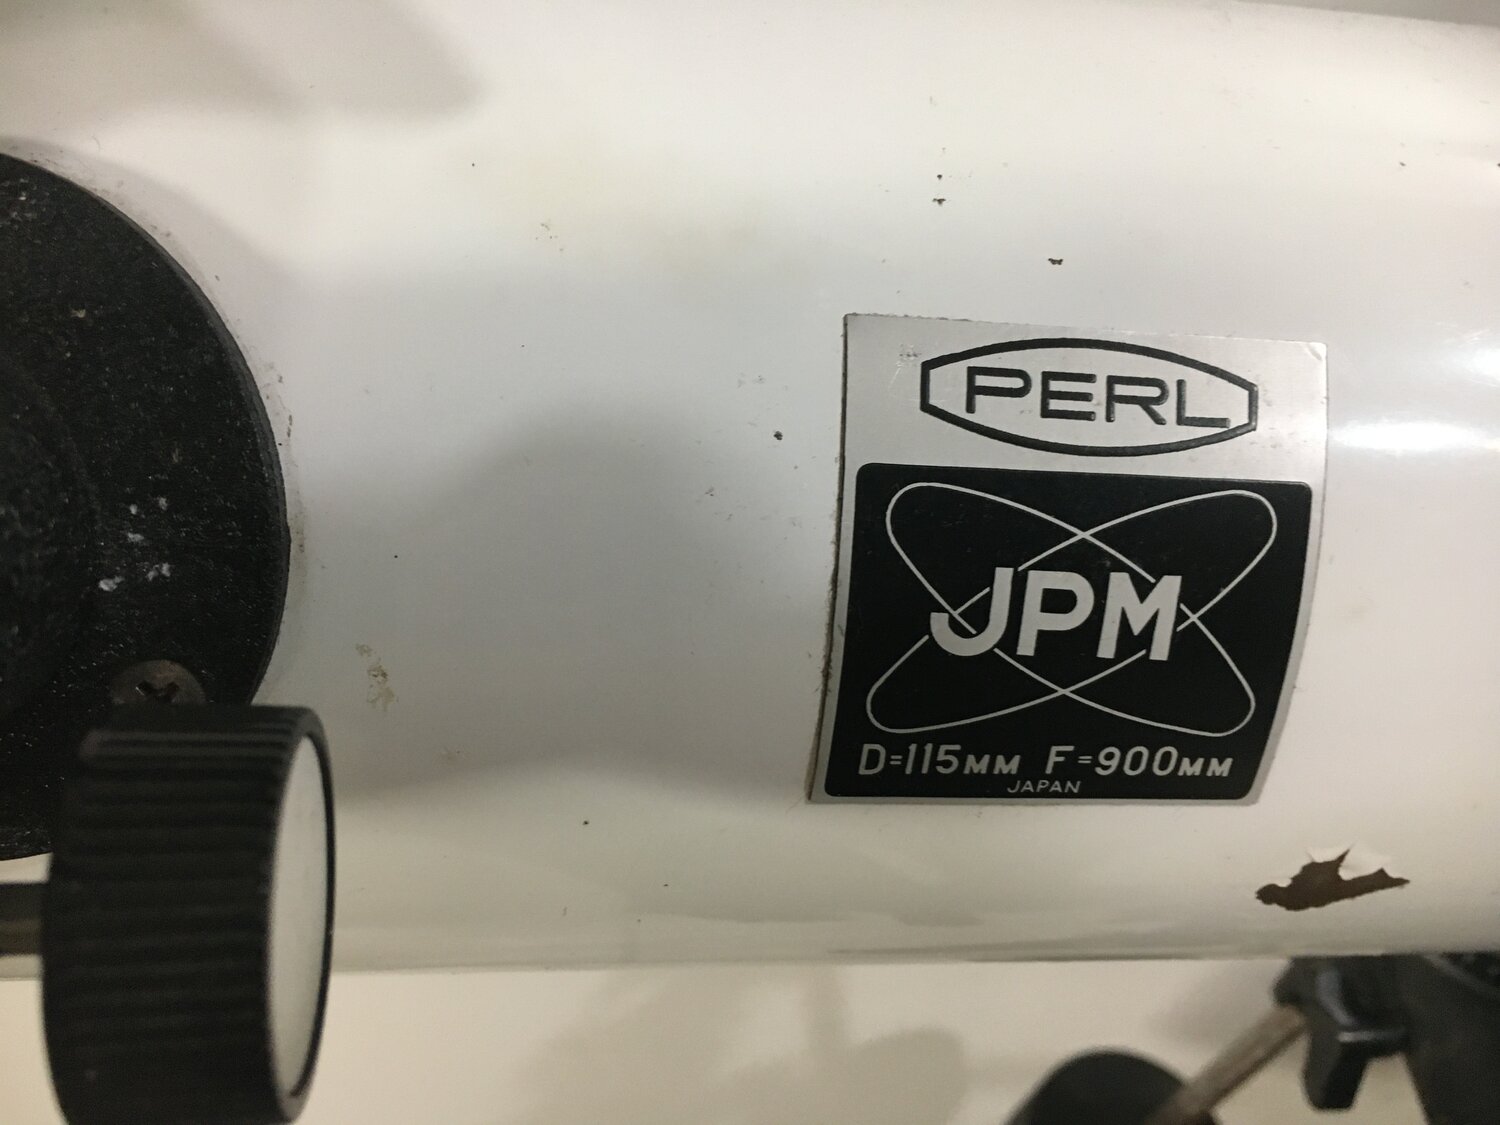 PERL
JPM
D=115MM F=900MM
JAPAN